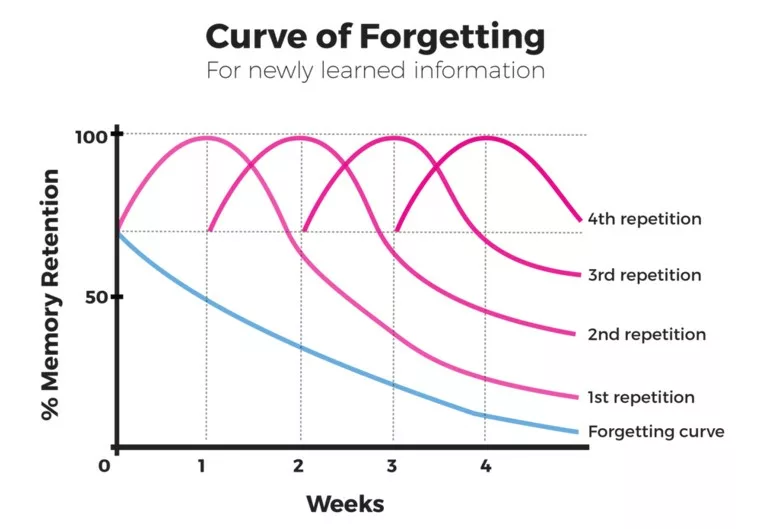 Curve of Forgetting
For newly learned information
% Memory Retention
100
50
4th repetition
3rd repetition
2nd repetition
1st repetition
Forgetting curve
0 1 2 3 4
Weeks